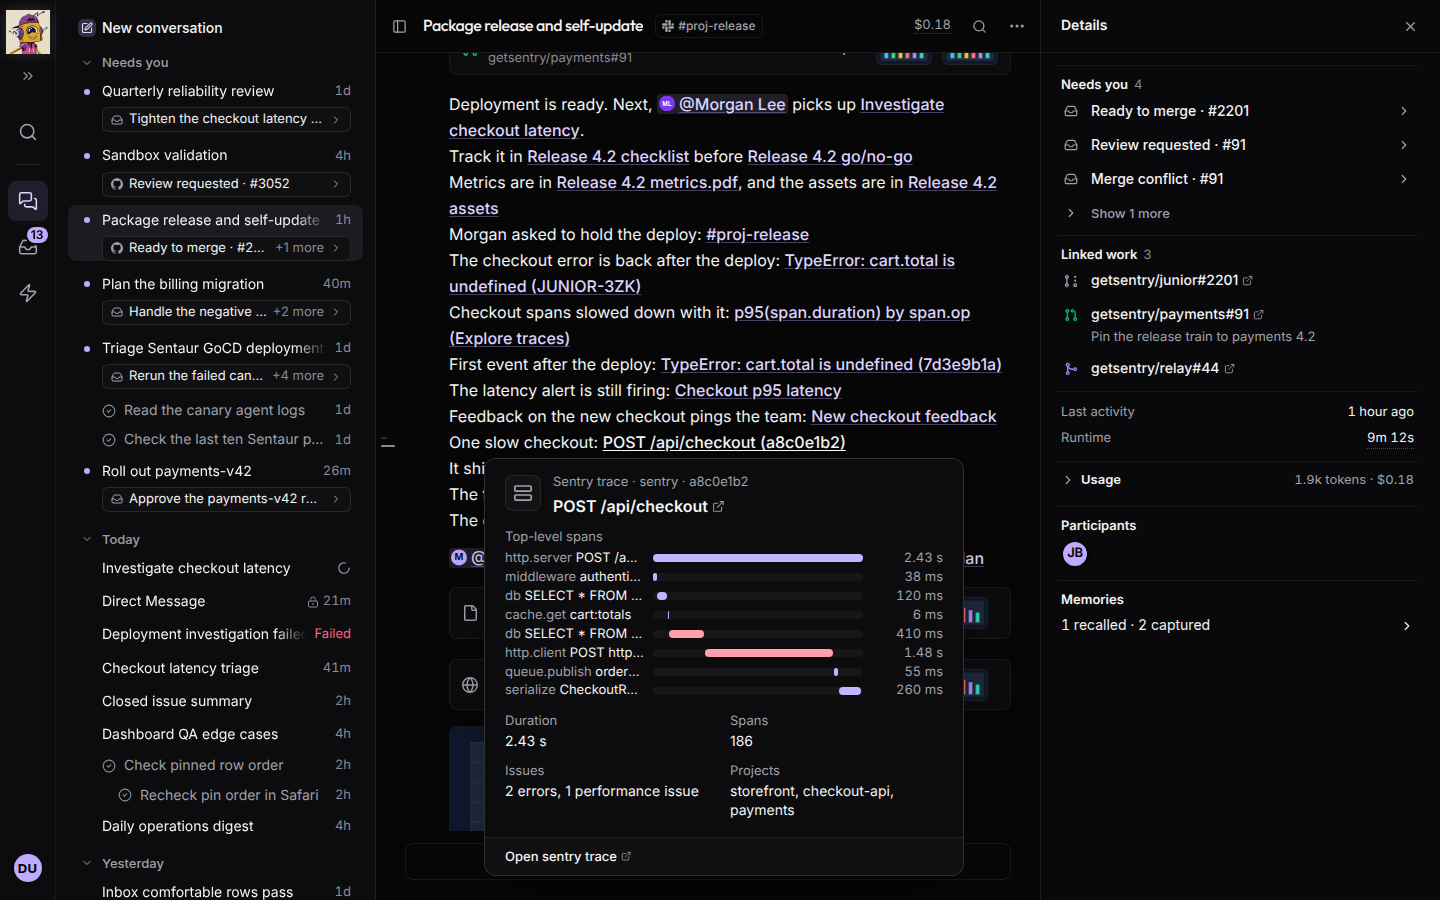 New conversation
Needs you
Quarterly reliability review 1d
Tighten the checkout latency ...
Sandbox validation 4h
Review requested · #3052
Package release and self-update 1h
Ready to merge · #2... +1 more
Plan the billing migration 40m
Handle the negative ... +2 more
Triage Sentaur GoCD deployment 1d
Rerun the failed can... +4 more
Read the canary agent logs 1d
Check the last ten Sentaur p... 1d
Roll out payments-v42 26m
Approve the payments-v42 r...
Today
Investigate checkout latency
Direct Message 21m
Deployment investigation failed Failed
Checkout latency triage 41m
Closed issue summary 2h
Dashboard QA edge cases 4h
Check pinned row order 2h
Recheck pin order in Safari 2h
Daily operations digest 4h
Yesterday
Inbox comfortable rows pass 1d
13
DU
Package release and self-update #proj-release $0.18
getsentry/payments#91
Deployment is ready. Next, ML @Morgan Lee picks up Investigate
checkout latency.
Track it in Release 4.2 checklist before Release 4.2 go/no-go
Metrics are in Release 4.2 metrics.pdf, and the assets are in Release 4.2
assets
Morgan asked to hold the deploy: #proj-release
The checkout error is back after the deploy: TypeError: cart.total is
undefined (JUNIOR-3ZK)
Checkout spans slowed down with it: p95(span.duration) by span.op
(Explore traces)
First event after the deploy: TypeError: cart.total is undefined (7d3e9b1a)
The latency alert is still firing: Checkout p95 latency
Feedback on the new checkout pings the team: New checkout feedback
One slow checkout: POST /api/checkout (a8c0e1b2)
It
The
The
M @
Sentry trace · sentry · a8c0e1b2
POST /api/checkout
Top-level spans
http.server POST /a... 2.43 s
middleware authenti... 38 ms
db SELECT * FROM ... 120 ms
cache.get cart:totals 6 ms
db SELECT * FROM ... 410 ms
http.client POST http... 1.48 s
queue.publish order... 55 ms
serialize CheckoutR... 260 ms
Duration Spans
2.43 s 186
Issues Projects
2 errors, 1 performance issue storefront, checkout-api,
payments
Open sentry trace
Details
Needs you 4
Ready to merge · #2201
Review requested · #91
Merge conflict · #91
Show 1 more
Linked work 3
getsentry/junior#2201
getsentry/payments#91
Pin the release train to payments 4.2
getsentry/relay#44
Last activity 1 hour ago
Runtime 9m 12s
Usage 1.9k tokens · $0.18
Participants
JB
Memories
1 recalled · 2 captured